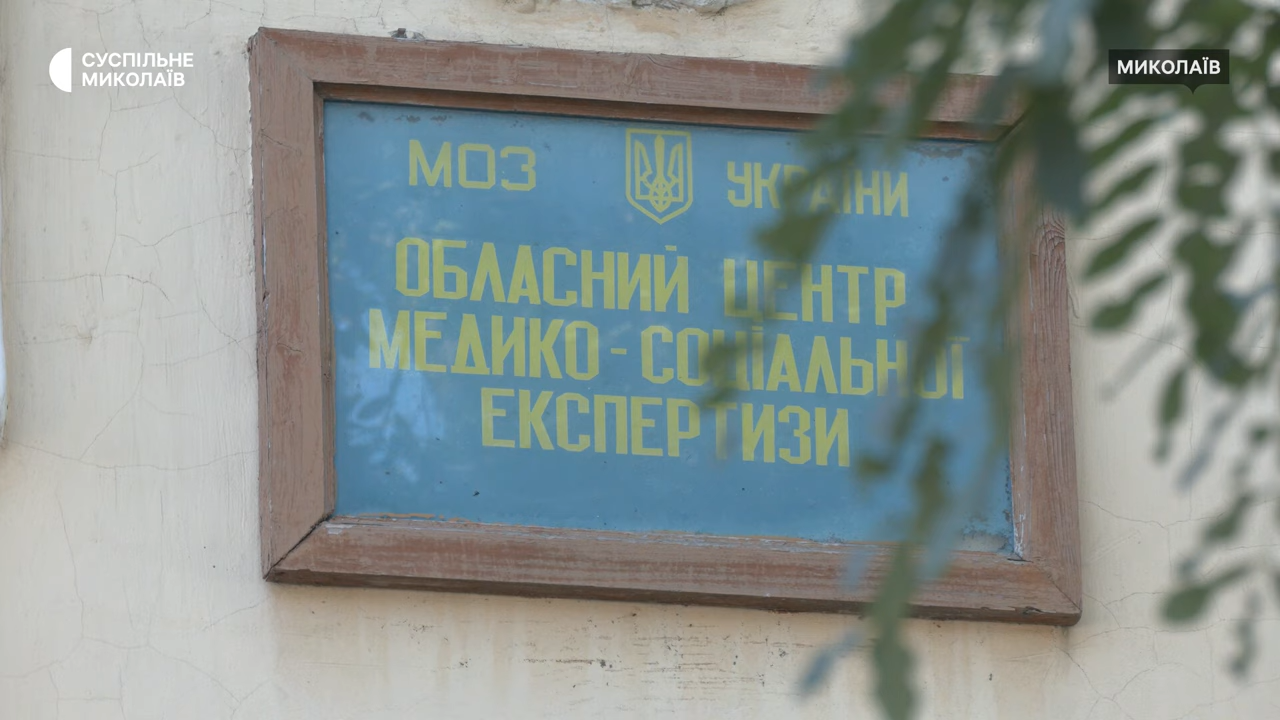 СУСПІЛЬНЕ
МИКОЛАЇВ
МИКОЛАЇВ
МОЗ УКРАЇНИ
ОБЛАСНИЙ ЦЕНТР
МЕДИКО-СОЦІАЛЬНОЇ
ЕКСПЕРТИЗИ